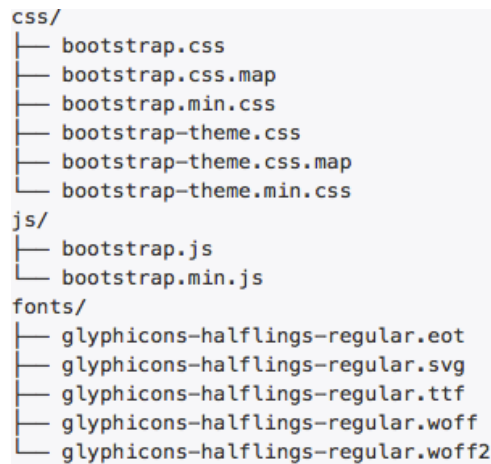 css/
├── bootstrap.css
├── bootstrap.css.map
├── bootstrap.min.css
├── bootstrap-theme.css
├── bootstrap-theme.css.map
└── bootstrap-theme.min.css
js/
├── bootstrap.js
└── bootstrap.min.js
fonts/
├── glyphicons-halflings-regular.eot
├── glyphicons-halflings-regular.svg
├── glyphicons-halflings-regular.ttf
├── glyphicons-halflings-regular.woff
└── glyphicons-halflings-regular.woff2